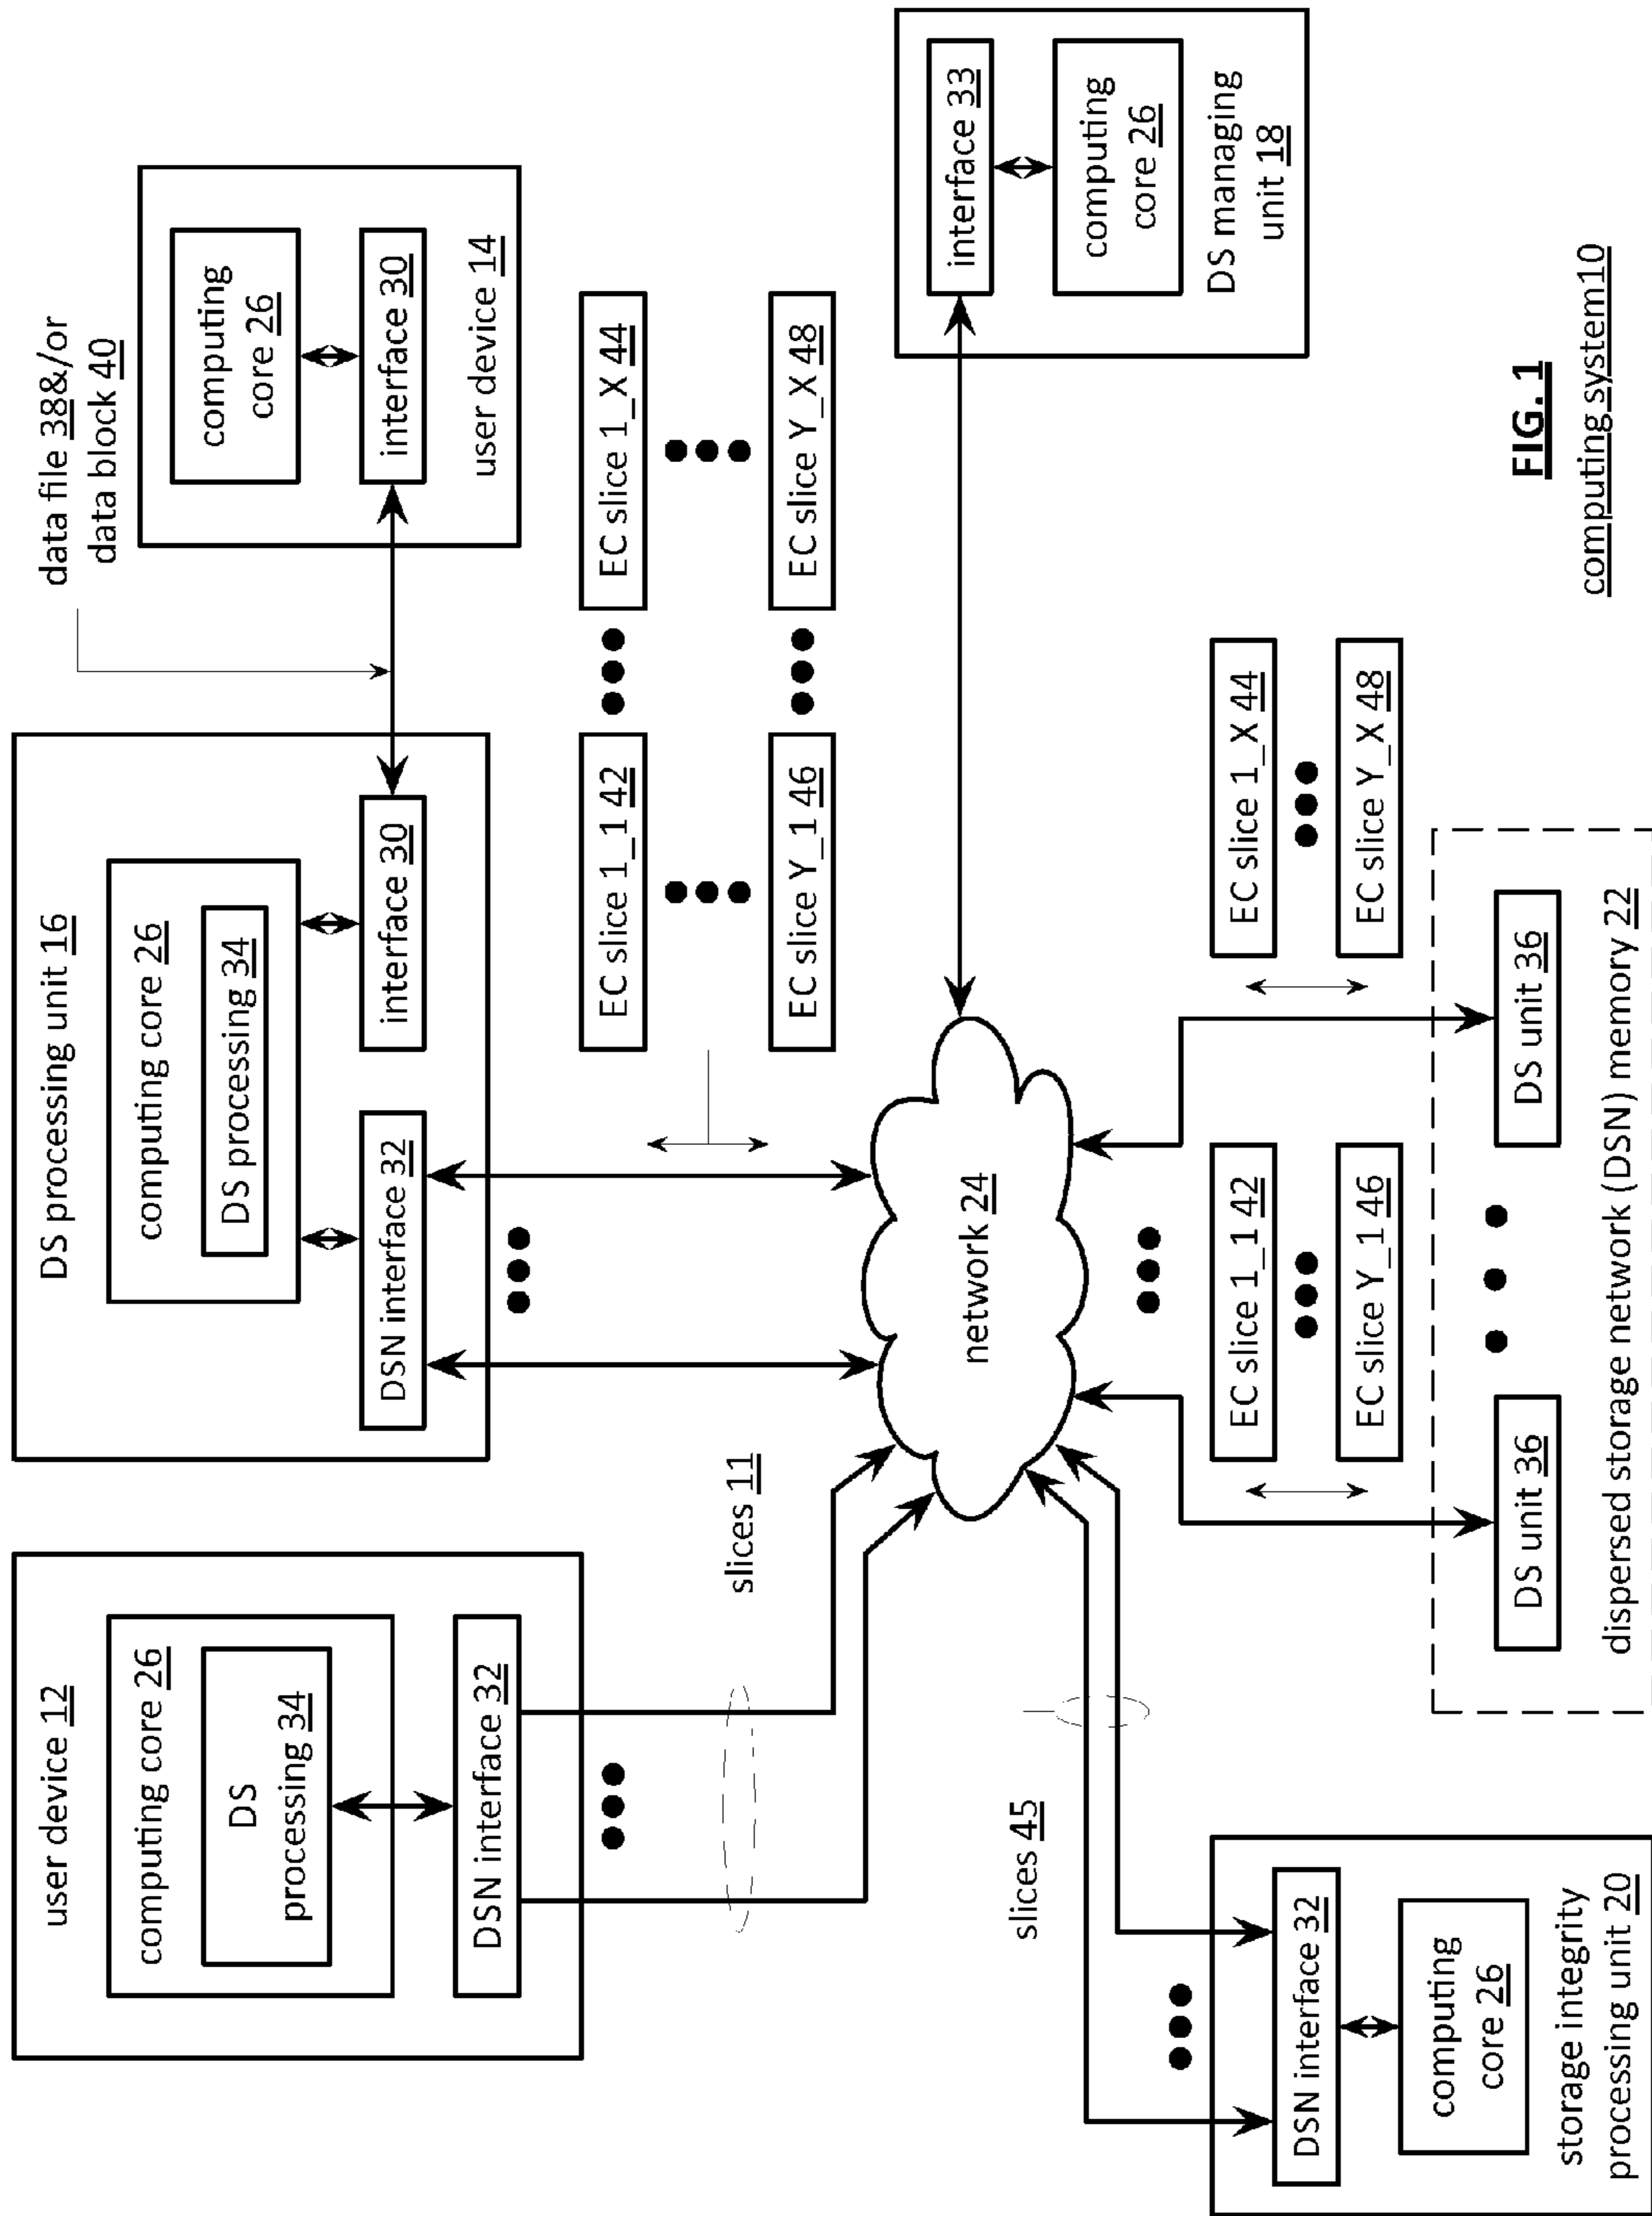 user device 12
computing core 26
DS
processing 34
DSN interface 32
slices 11
DS processing unit 16
computing core 26
DS processing 34
DSN interface 32
interface 30
data file 38&/or
data block 40
computing
core 26
interface 30
user device 14
EC slice 1_1 42
EC slice 1_X 44
EC slice Y_1 46
EC slice Y_X 48
network 24
interface 33
computing
core 26
DS managing
unit 18
slices 45
DSN interface 32
computing
core 26
storage integrity
processing unit 20
EC slice 1_1 42
EC slice Y_1 46
EC slice 1_X 44
EC slice Y_X 48
DS unit 36
DS unit 36
dispersed storage network (DSN) memory 22
FIG. 1
computing system10